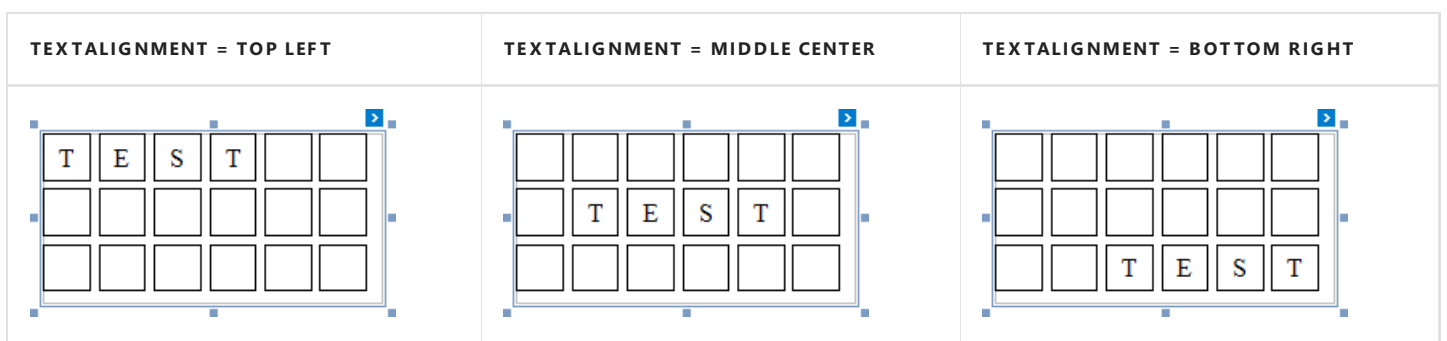 TEXTALIGNMENT = TOP LEFT
TEXTALIGNMENT = MIDDLE CENTER
TEXTALIGNMENT = BOTTOM RIGHT
T E S T
T E S T
T E S T